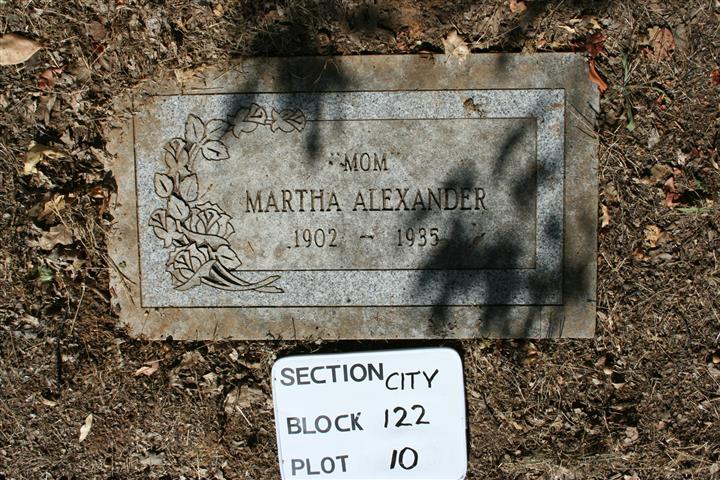 "MOM"
MARTHA ALEXANDER
1902 ~ 1935
SECTION CITY
BLOCK 122
PLOT 10